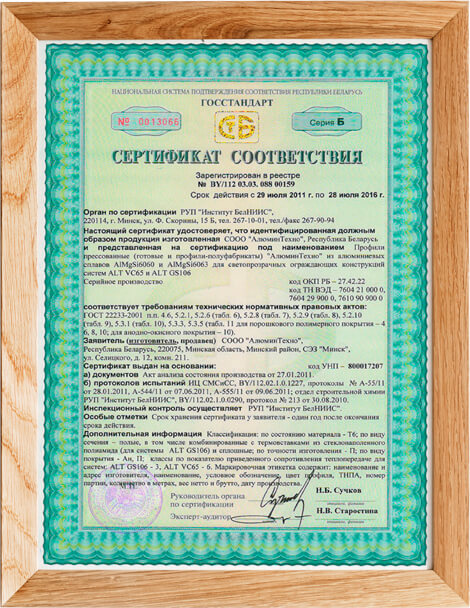 НАЦИОНАЛЬНАЯ СИСТЕМА ПОДТВЕРЖДЕНИЯ СООТВЕТСТВИЯ РЕСПУБЛИКИ БЕЛАРУСЬ
ГОССТАНДАРТ
№ 0013066
СТБ
Серия Б
СЕРТИФИКАТ СООТВЕТСТВИЯ
Зарегистрирован в реестре
№ BY/112 03.03. 088 00159
Срок действия с 29 июля 2011 г. по 28 июля 2016 г.
Орган по сертификации РУП "Институт БелНИИС",
220114, г. Минск, ул. Ф. Скорины, 15 Б, тел. 267-10-01, тел./факс 267-90-94
Настоящий сертификат удостоверяет, что идентифицированная должным
образом продукция изготовленная СООО "АлюминТехно", Республика Беларусь
и представленная на сертификацию под наименованием Профили
прессованные (готовые и профили-полуфабрикаты) "АлюминТехно" из алюминиевых
сплавов AlMgSi6060 и AlMgSi6063 для светопрозрачных ограждающих конструкций
систем ALT VC65 и ALT GS106
Серийное производство код ОКП РБ - 27.42.22
код ТН ВЭД – 7604 21 000 0,
7604 29 900 0, 7610 90 900 0
соответствует требованиям технических нормативных правовых актов:
ГОСТ 22233-2001 п.п. 4.6, 5.2.1, 5.2.6 (табл. 6), 5.2.8 (табл. 7), 5.2.9 (табл. 8), 5.2.10
(табл. 9), 5.3.1 (табл. 10), 5.3.3, 5.3.5 (табл. 11 для порошкового полимерного покрытия – 4
6, 8, 10; для анодно-окисного покрытия – 10).
Заявитель (изготовитель, продавец) СООО "АлюминТехно",
Республика Беларусь, 220075, Минская область, Минский район, СЭЗ "Минск",
ул. Селицкого, д. 12, комн. 211.
код УНП – 800017207
Сертификат выдан на основании:
а) документов Акт анализа состояния производства от 27.01.2011.
б) протоколов испытаний ИЦ СМСиСС, BY/112.02.1.0.1227, протоколы № А-55/11
от 28.01.2011, А-544/11 от 07.06.2011, А-555/11 от 09.06.2011; отдел строительной химии
РУП "Институт БелНИИС", BY/112.02.1.0.0290, протокол № 213 от 30.08.2010.
Инспекционный контроль осуществляет РУП "Институт БелНИИС".
Особые отметки Срок хранения сертификата у заявителя - один год после окончания
срока действия.
Дополнительная информация Классификация: по состоянию материала - Т6; по виду
сечения – полые, в том числе комбинированные с термовставками из стеклонаполненного
полиамида (для системы ALT GS106) и сплошные; по точности изготовления - П; по виду
покрытия - Ан, П; классы по показателю приведенного сопротивления теплопередаче для
систем: ALT GS106 - 3, ALT VC65 - 6. Маркировочная этикетка содержит: наименование и
адрес изготовителя, наименование, условное обозначение, цвет профиля, ТНПА, номер
партии, количество в метрах, вес нетто и брутто, дату производства.
Руководитель органа
по сертификации
Н.Б. Сучков
Эксперт-аудитор
Н.В. Старостина